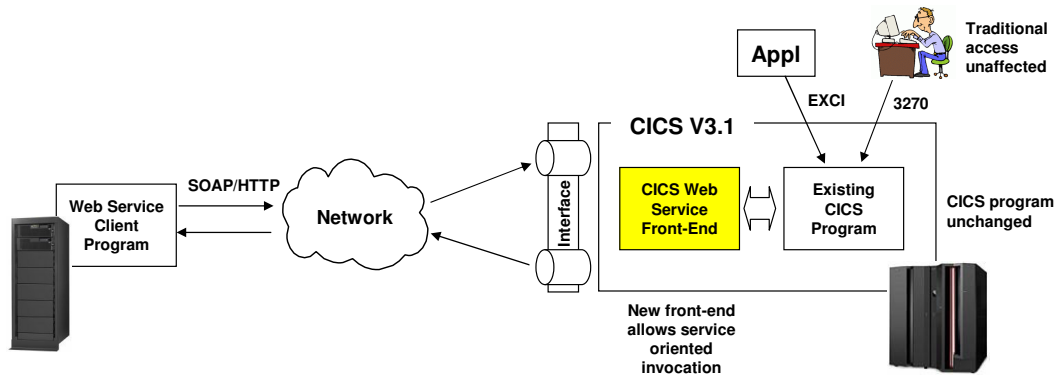 Traditional
access
unaffected
Appl
EXCI
3270
CICS V3.1
SOAP/HTTP
Web Service
Client
Program
Network
Interface
CICS Web
Service
Front-End
Existing
CICS
Program
CICS program
unchanged
New front-end
allows service
oriented
invocation